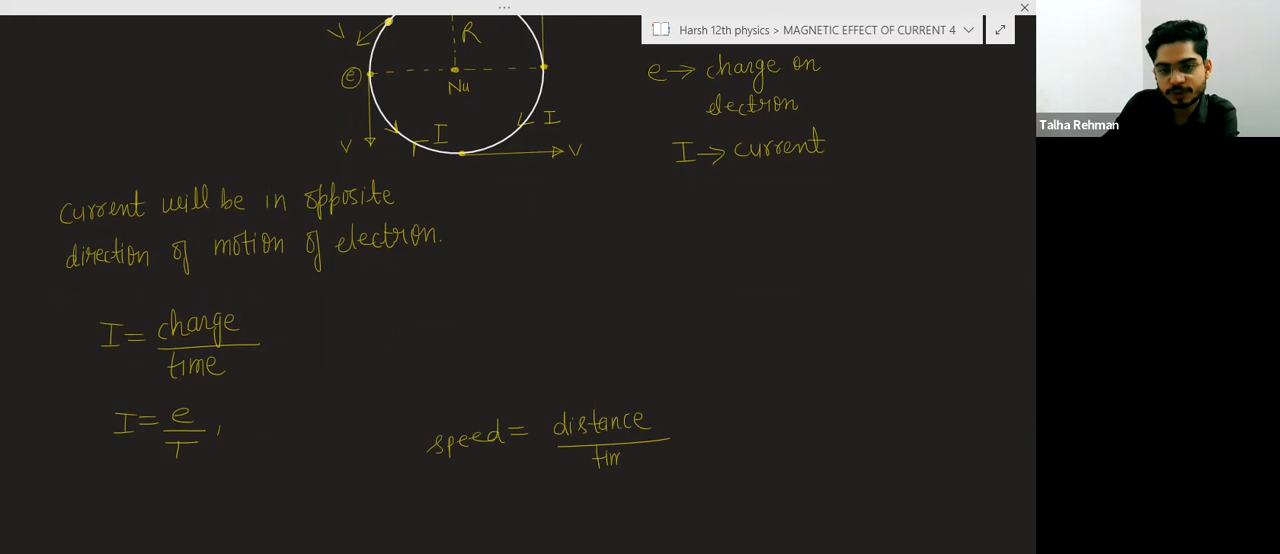 Harsh 12th physics > MAGNETIC EFFECT OF CURRENT 4
Talha Rehman
V
R
e
Nu
I
I
V
V
e → charge on
electron
I → current
current will be in opposite
direction of motion of electron.
I = charge
time
I = e
T ,
speed = distance
tim